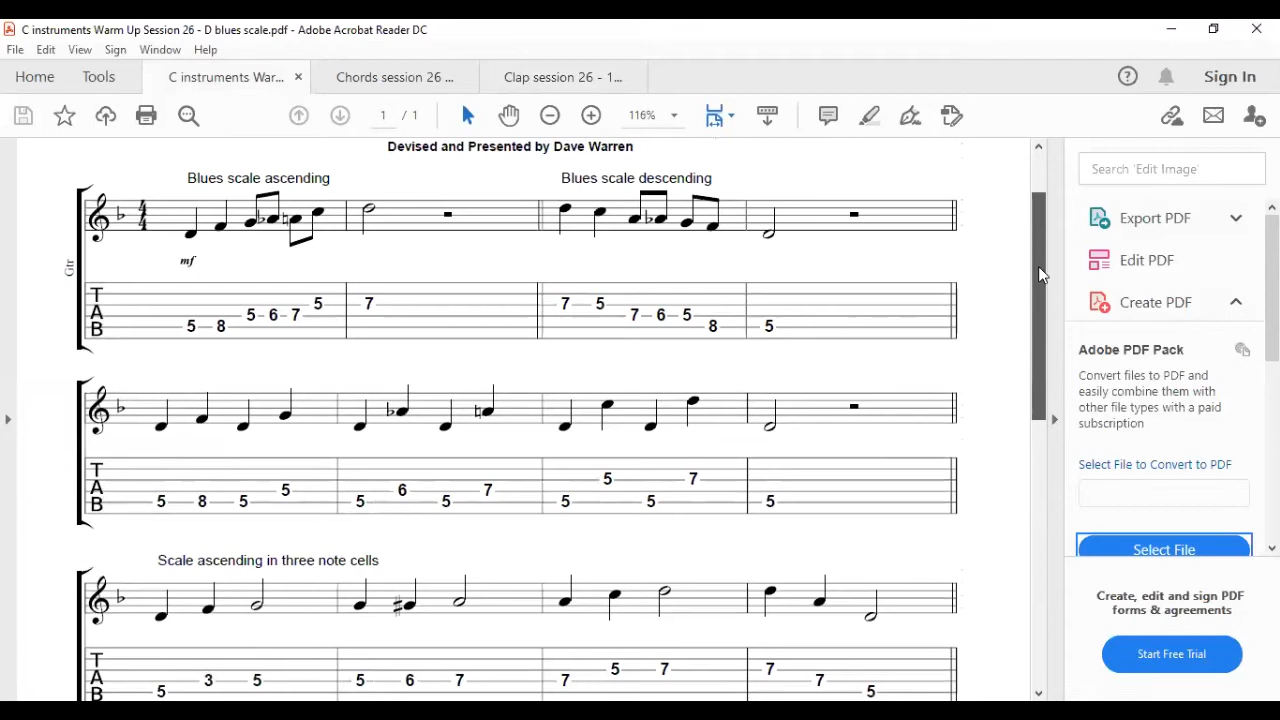 C instruments Warm Up Session 26 - D blues scale.pdf - Adobe Acrobat Reader DC
File Edit View Sign Window Help
Home Tools C instruments War... × Chords session 26 ... Clap session 26 - 1... Sign In
1 / 1 116%
Devised and Presented by Dave Warren
Blues scale ascending Blues scale descending
4
4
mf
Gtr
T
A
B
5 8 5 6 7 5 7 7 5 7 6 5 8 5
T
A
B
5 8 5 5 5 6 5 7 5 5 5 7 5
Scale ascending in three note cells
T
A
B
5 3 5 5 6 7 7 5 7 7 7 5
Search 'Edit Image'
Export PDF
Edit PDF
Create PDF
Adobe PDF Pack
Convert files to PDF and
easily combine them with
other file types with a paid
subscription
Select File to Convert to PDF
Select File
Create, edit and sign PDF
forms & agreements
Start Free Trial